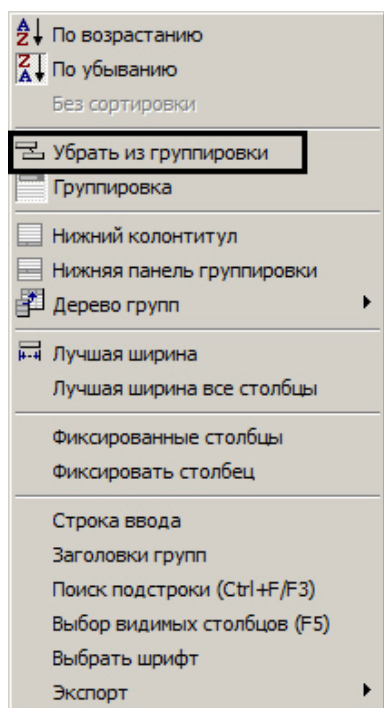 По возрастанию
По убыванию
Без сортировки
Убрать из группировки
Группировка
Нижний колонтитул
Нижняя панель группировки
Дерево групп
Лучшая ширина
Лучшая ширина все столбцы
Фиксированные столбцы
Фиксировать столбец
Строка ввода
Заголовки групп
Поиск подстроки (Ctrl+F/F3)
Выбор видимых столбцов (F5)
Выбрать шрифт
Экспорт